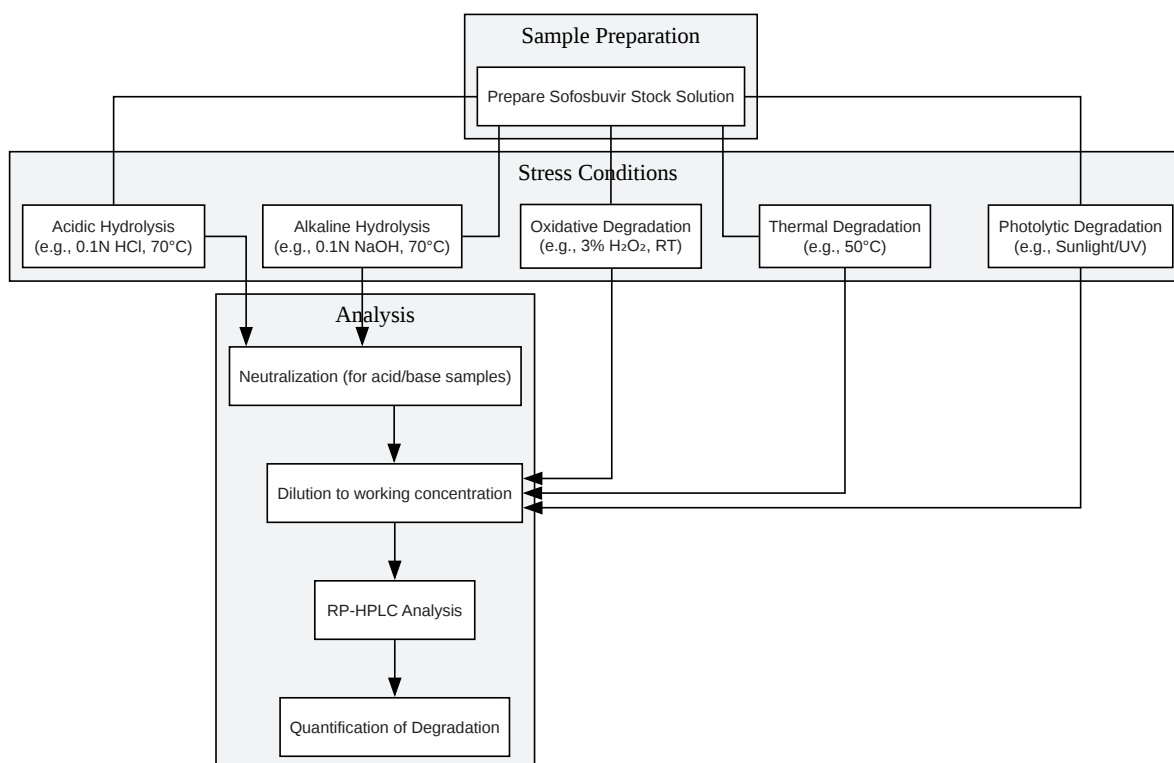 Sample Preparation
Prepare Sofosbuvir Stock Solution
Stress Conditions
Acidic Hydrolysis
(e.g., 0.1N HCl, 70°C)
Alkaline Hydrolysis
(e.g., 0.1N NaOH, 70°C)
Oxidative Degradation
(e.g., 3% H₂O₂, RT)
Thermal Degradation
(e.g., 50°C)
Photolytic Degradation
(e.g., Sunlight/UV)
Analysis
Neutralization (for acid/base samples)
Dilution to working concentration
RP-HPLC Analysis
Quantification of Degradation